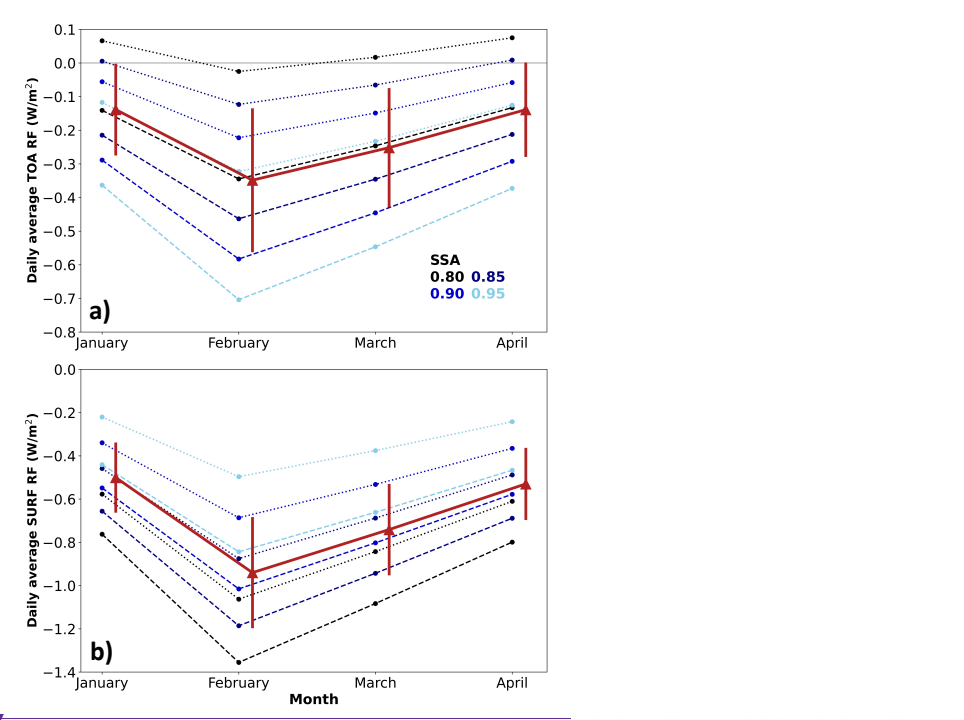 0.1
0.0
−0.1
−0.2
−0.3
−0.4
−0.5
−0.6
−0.7
−0.8
Daily average TOA RF (W/m²)
SSA
0.80 0.85
0.90 0.95
a)
January February March April
0.0
−0.2
−0.4
−0.6
−0.8
−1.0
−1.2
−1.4
Daily average SURF RF (W/m²)
b)
January February March April
Month